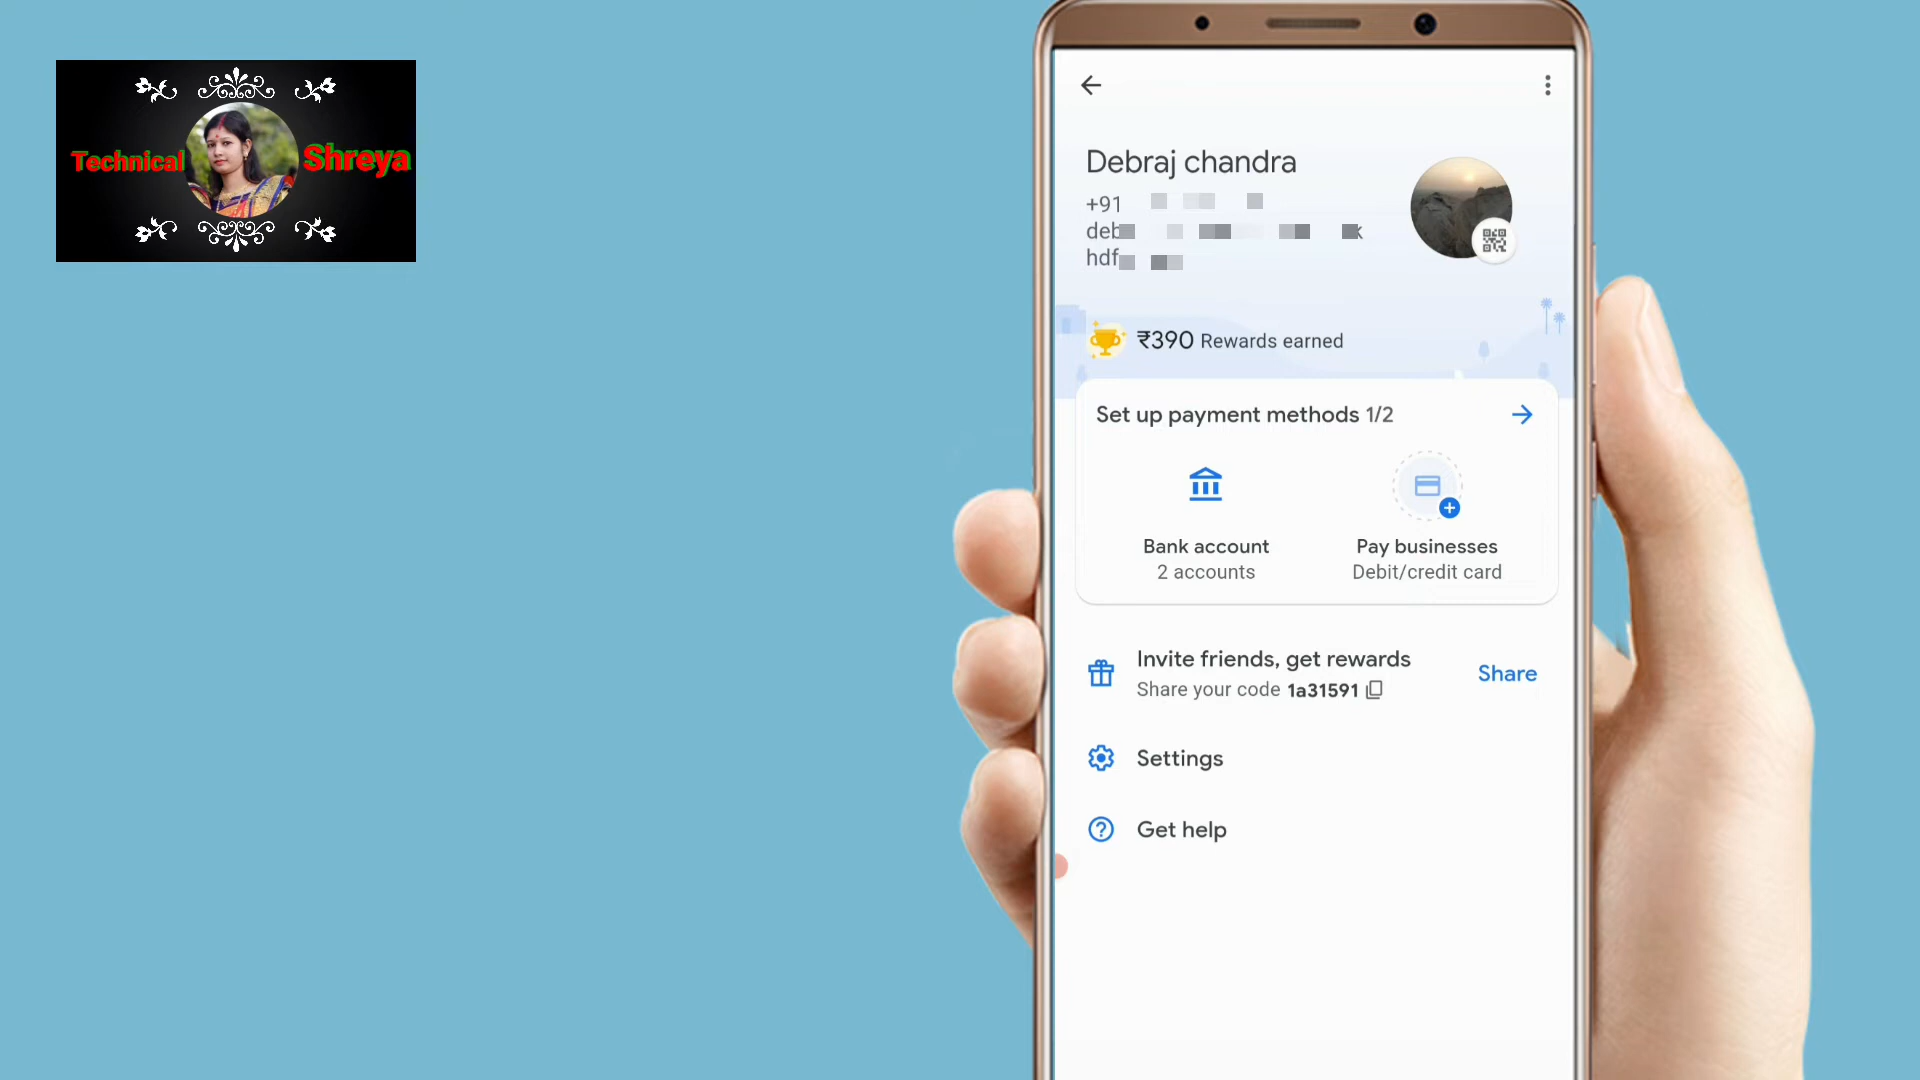 Technical Shreya
Debraj chandra
+91
deb
hdf
₹390 Rewards earned
Set up payment methods 1/2
Bank account
2 accounts
Pay businesses
Debit/credit card
Invite friends, get rewards
Share your code 1a31591
Share
Settings
Get help